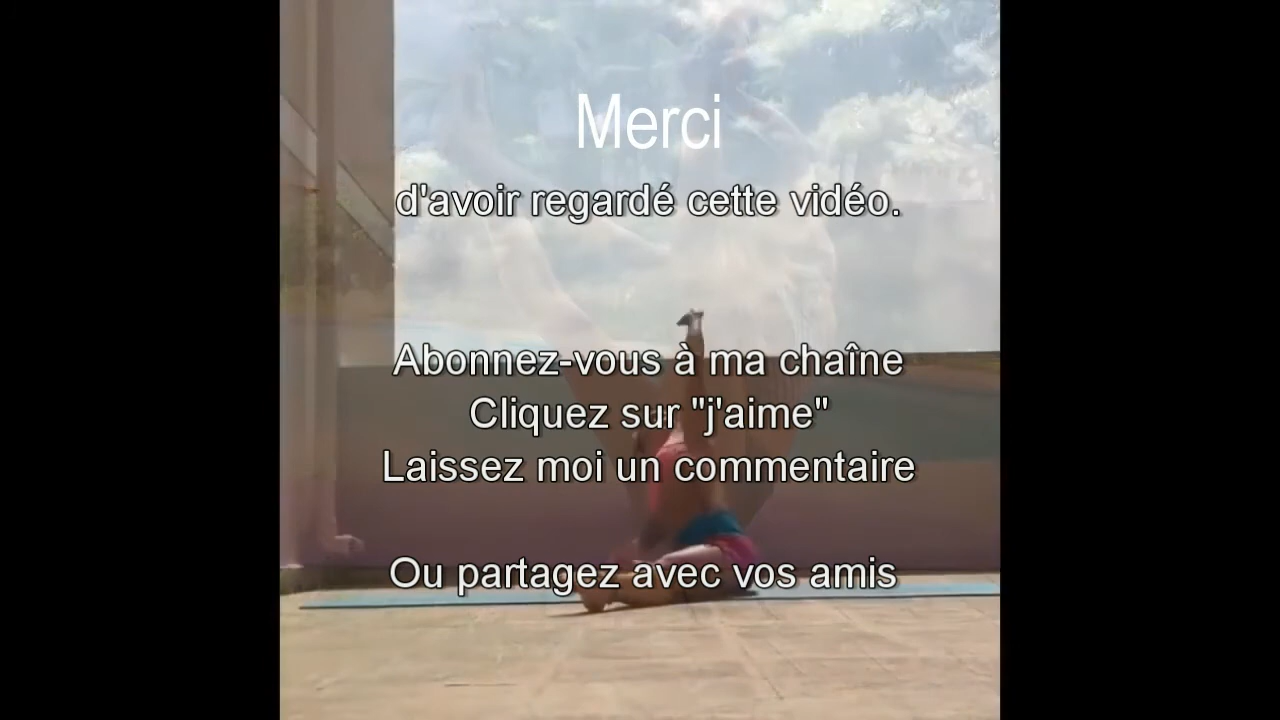 Merci
d'avoir regardé cette vidéo.
Abonnez-vous à ma chaîne
Cliquez sur "j'aime"
Laissez moi un commentaire
Ou partagez avec vos amis